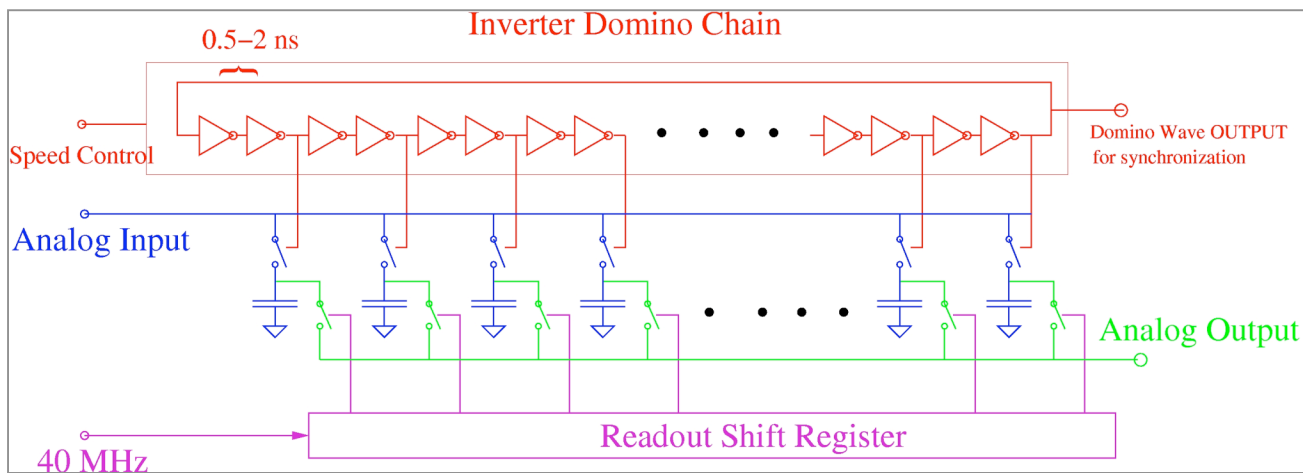 Inverter Domino Chain
0.5–2 ns
Speed Control
Domino Wave OUTPUT
for synchronization
Analog Input
Analog Output
Readout Shift Register
40 MHz